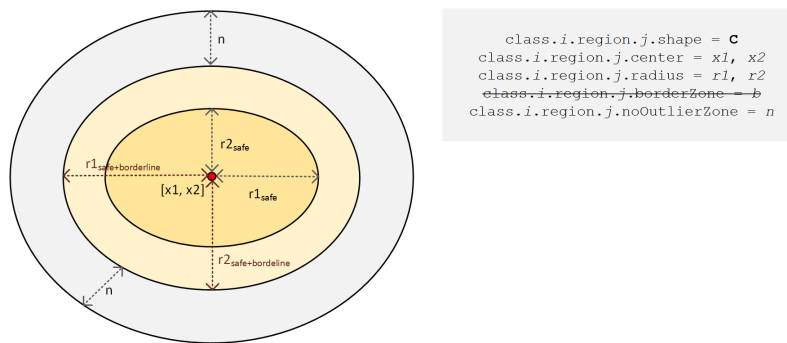 n
r2safe
r1safe+borderline
[x1, x2]
r1safe
r2safe+bordeline
n
class.i.region.j.shape = C
class.i.region.j.center = x1, x2
class.i.region.j.radius = r1, r2
class.i.region.j.borderZone = b
class.i.region.j.noOutlierZone = n